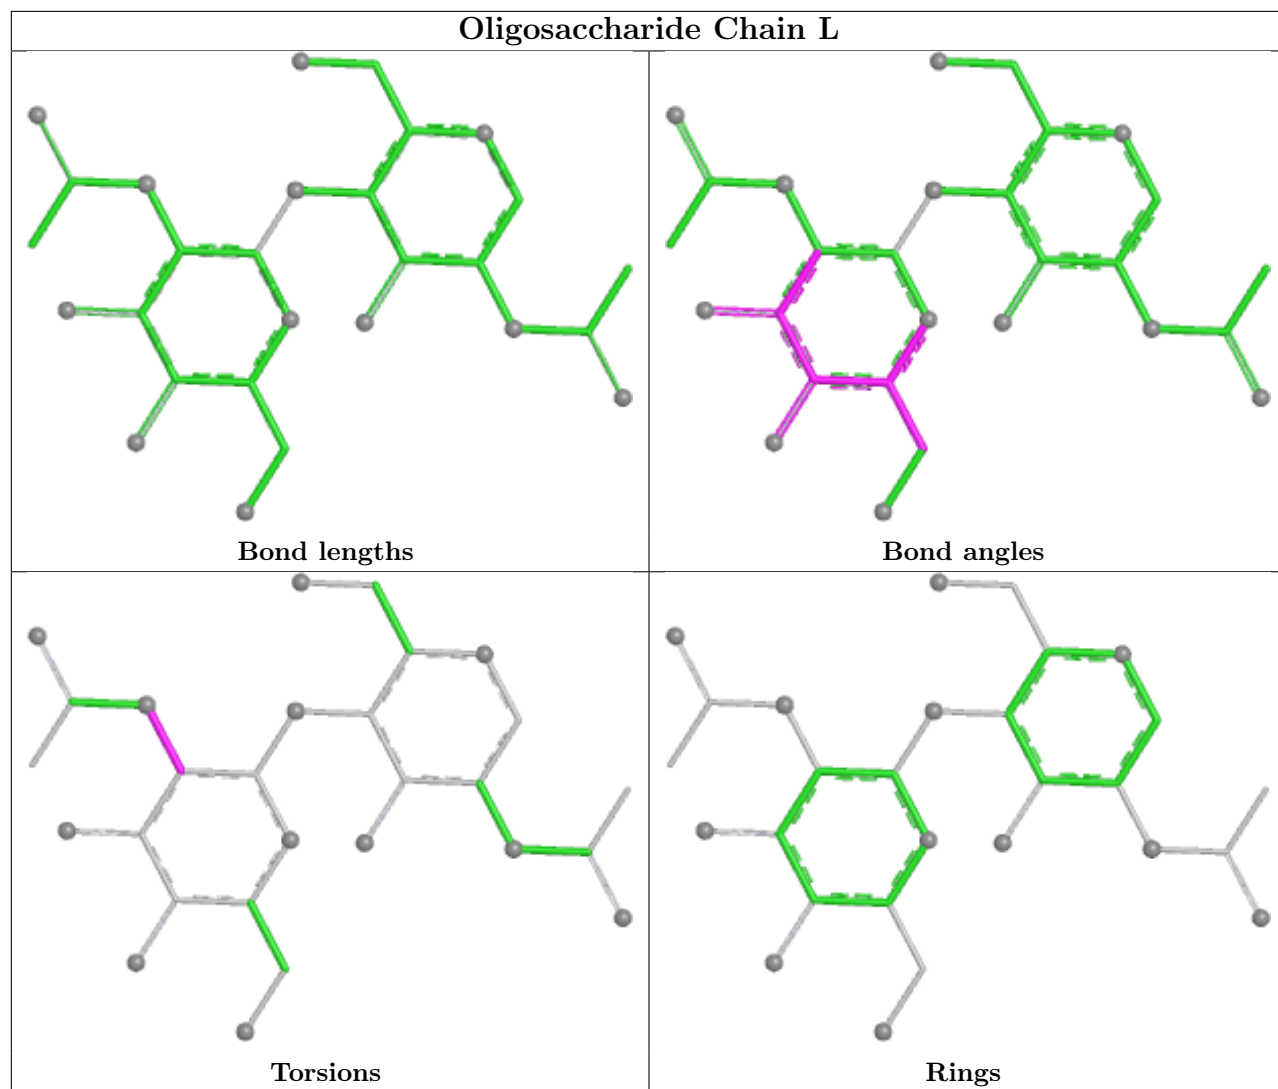 Oligosaccharide Chain L
Bond lengths
Bond angles
Torsions
Rings